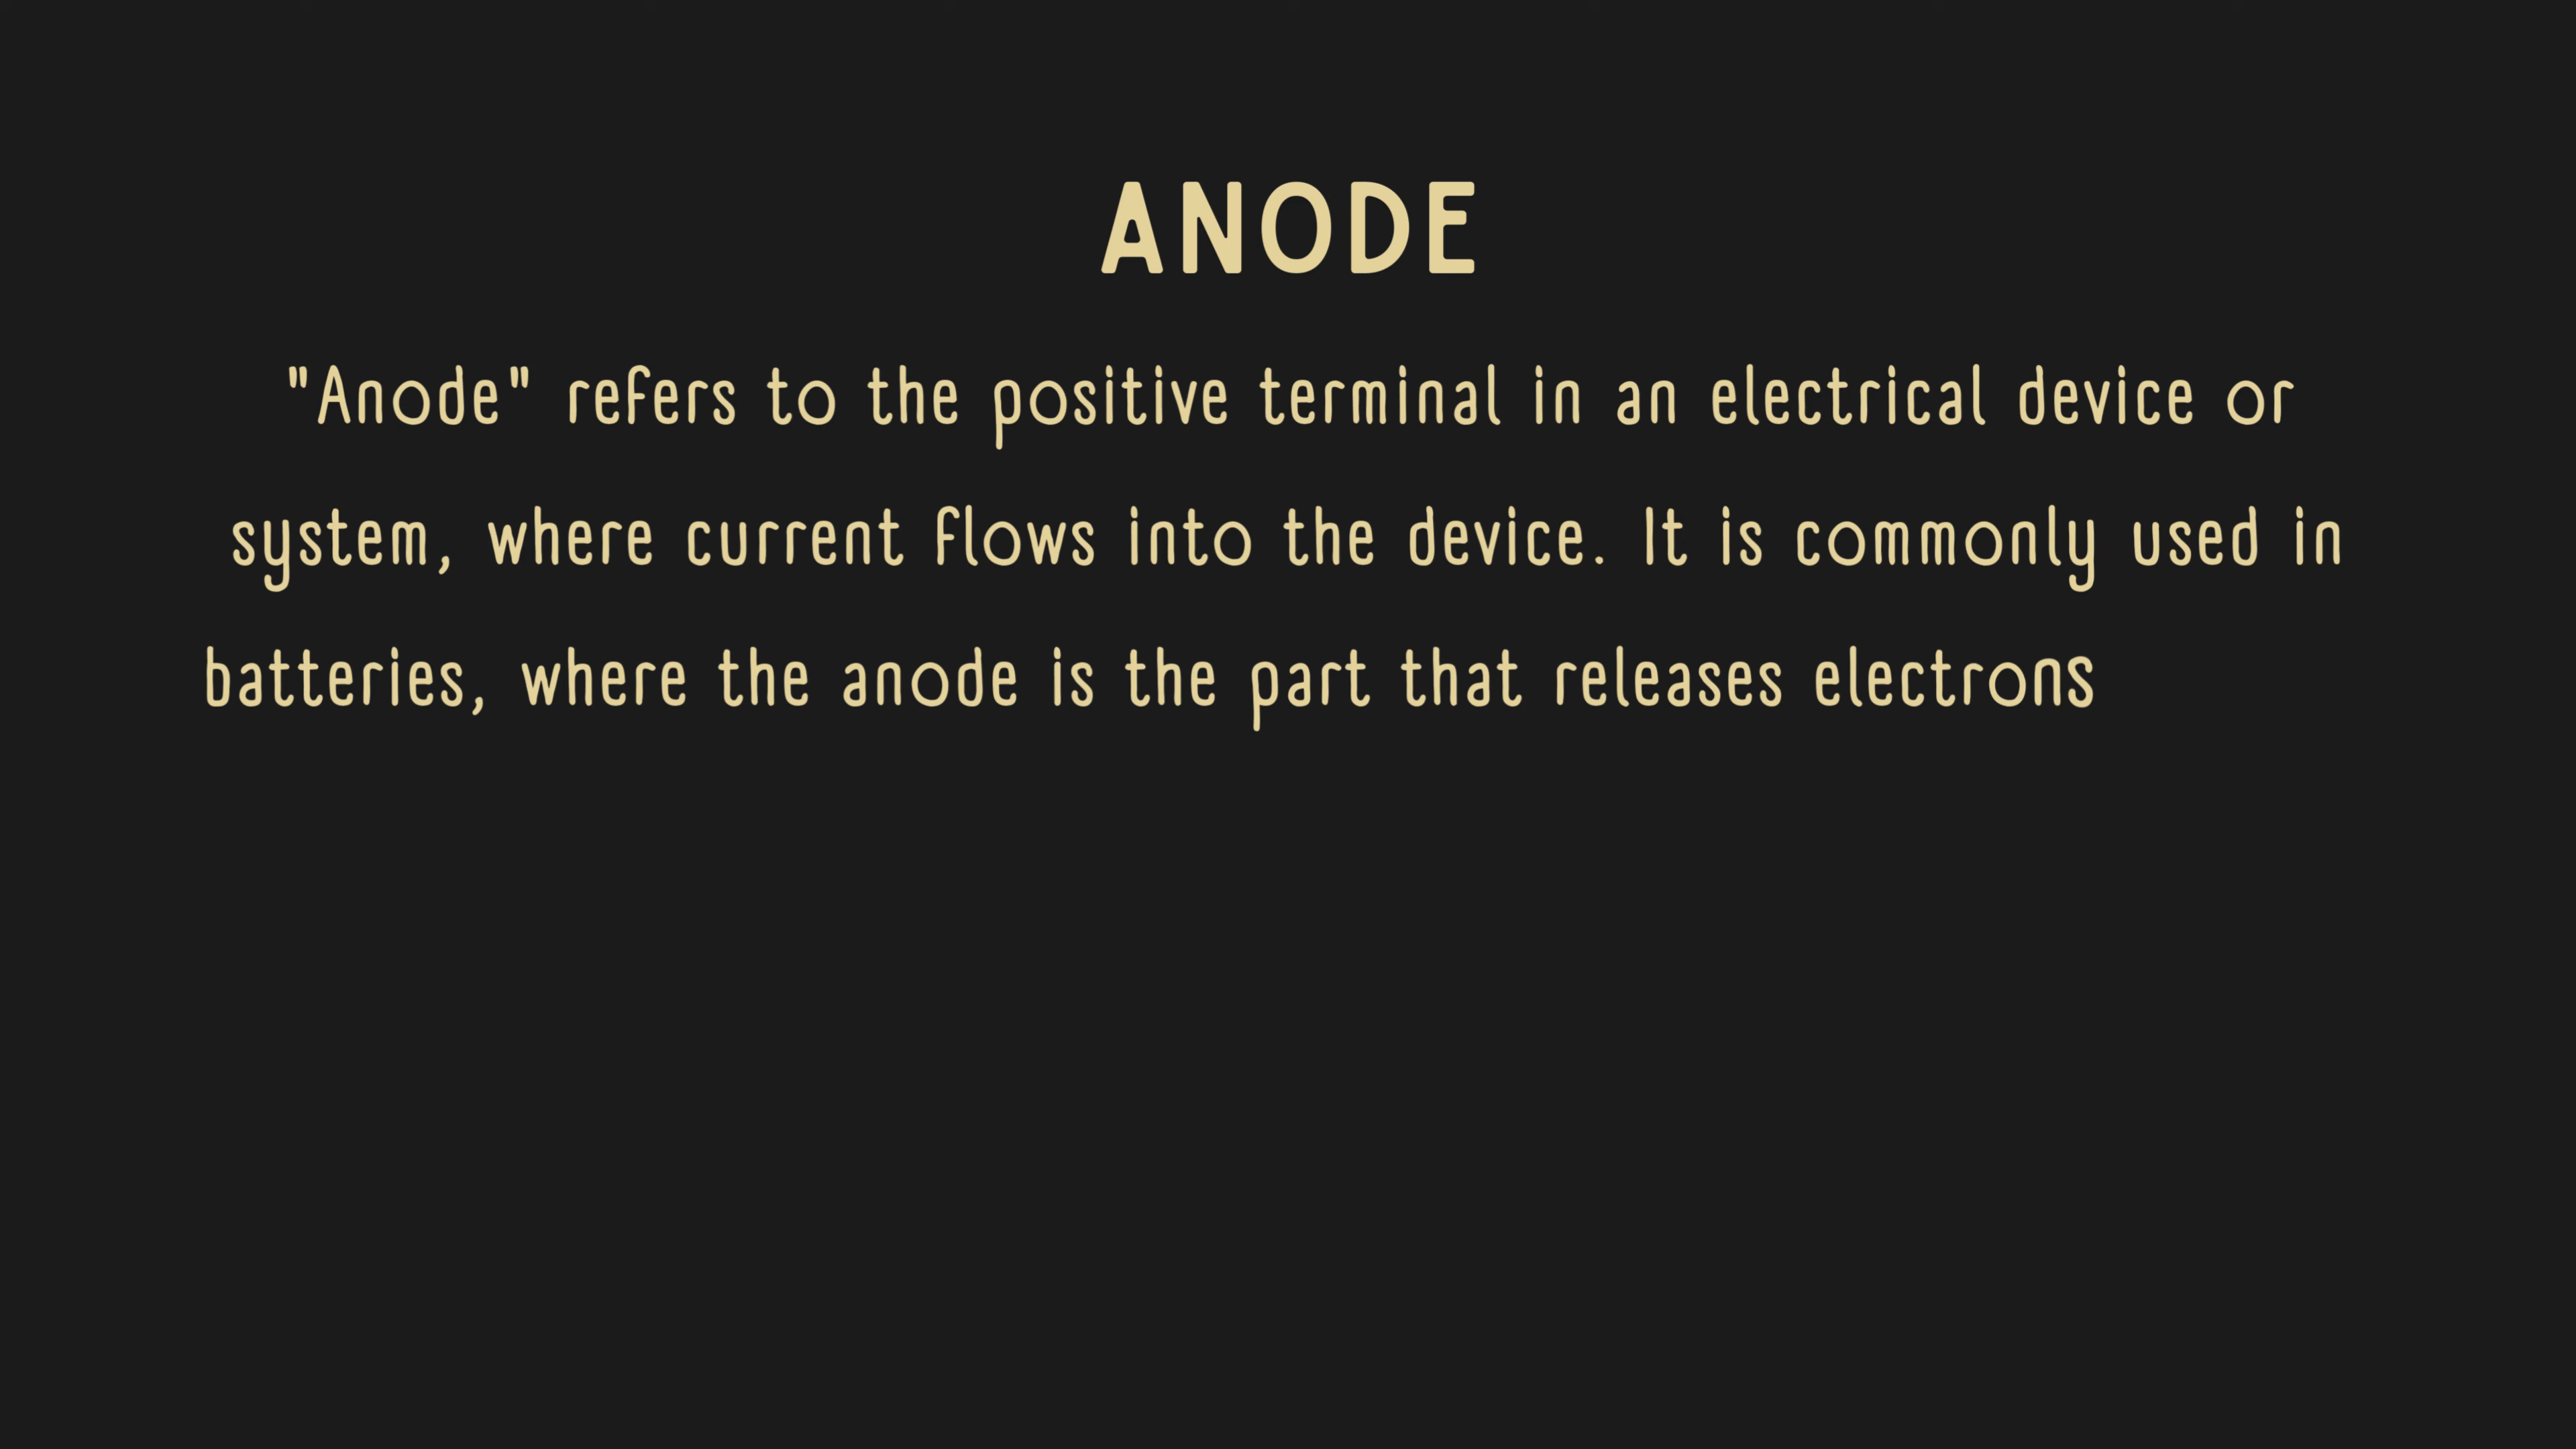 ANODE
"Anode" refers to the positive terminal in an electrical device or
system, where current flows into the device. It is commonly used in
batteries, where the anode is the part that releases electrons